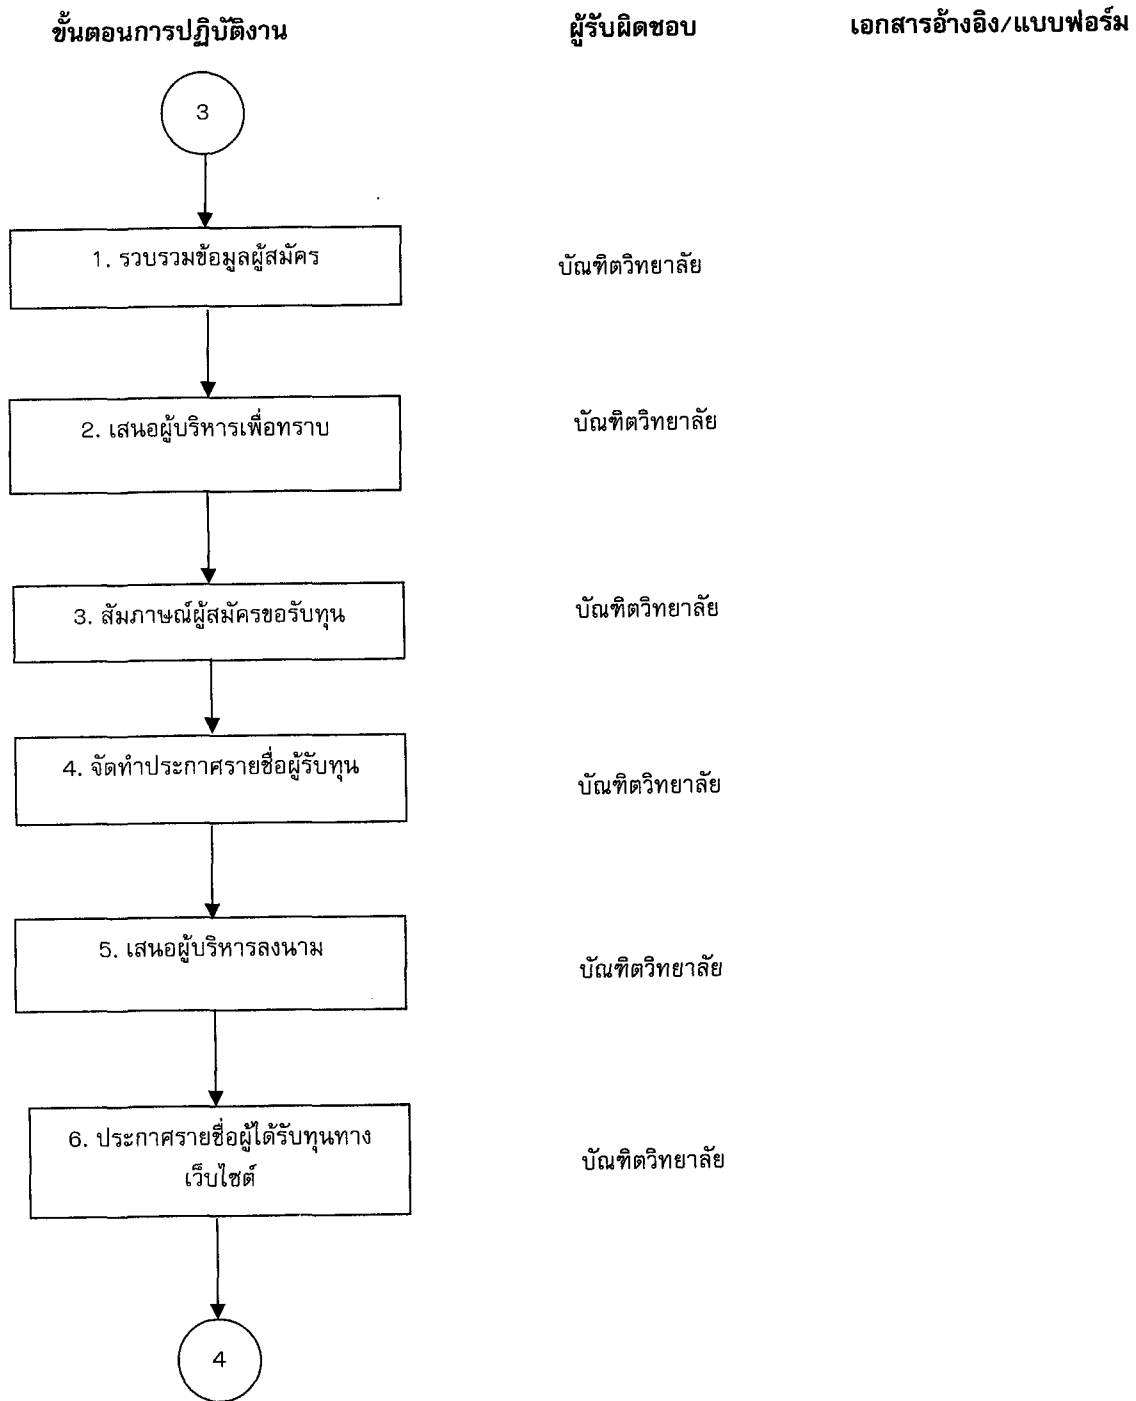 ขั้นตอนการปฏิบัติงาน ผู้รับผิดชอบ เอกสารอ้างอิง/แบบฟอร์ม
3
1. รวบรวมข้อมูลผู้สมัคร บัณฑิตวิทยาลัย
2. เสนอผู้บริหารเพื่อทราบ บัณฑิตวิทยาลัย
3. สัมภาษณ์ผู้สมัครขอรับทุน บัณฑิตวิทยาลัย
4. จัดทำประกาศรายชื่อผู้รับทุน บัณฑิตวิทยาลัย
5. เสนอผู้บริหารลงนาม บัณฑิตวิทยาลัย
6. ประกาศรายชื่อผู้ได้รับทุนทาง บัณฑิตวิทยาลัย
เว็บไซต์
4